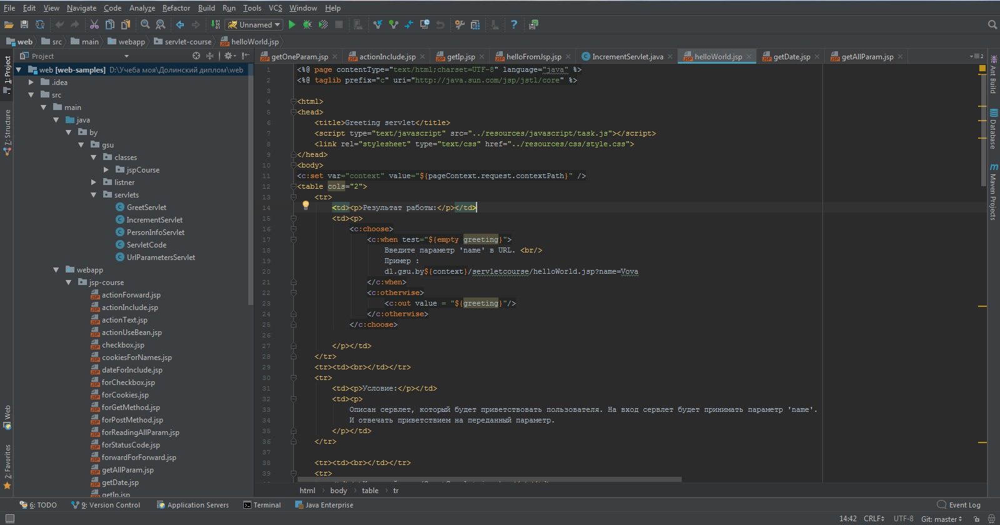 File Edit View Navigate Code Analyze Refactor Build Run Tools VCS Window Help
Unnamed
web src main webapp servlet-course helloWorld.jsp
Project
getOneParam.jsp actionInclude.jsp getIp.jsp helloFromJsp.jsp IncrementServlet.java helloWorld.jsp getDate.jsp getAllParam.jsp
1: Project
7: Structure
Web
2: Favorites
web [web-samples] D:\Учеба моя\Долинский диплом\web
.idea
src
main
java
by
gsu
classes
jspCourse
listner
servlets
GreetServlet
IncrementServlet
PersonInfoServlet
ServletCode
UrlParametersServlet
webapp
jsp-course
actionForward.jsp
actionInclude.jsp
actionText.jsp
actionUseBean.jsp
checkbox.jsp
cookiesForNames.jsp
dateForInclude.jsp
forCheckbox.jsp
forCookies.jsp
forGetMethod.jsp
forPostMethod.jsp
forReadingAllParam.jsp
forStatusCode.jsp
forwardForForward.jsp
getAllParam.jsp
getDate.jsp
getIp.jsp
1 <%@ page contentType="text/html;charset=UTF-8" language="java" %>
2 <%@ taglib prefix="c" uri="http://java.sun.com/jsp/jstl/core" %>
3
4 <html>
5 <head>
6 <title>Greeting servlet</title>
7 <script type="text/javascript" src="../resources/javascript/task.js"></script>
8 <link rel="stylesheet" type="text/css" href="../resources/css/style.css">
9 </head>
10 <body>
11 <c:set var="context" value="${pageContext.request.contextPath}" />
12 <table cols="2">
13 <tr>
14 <td><p>Результат работы:</p></td>
15 <td><p>
16 <c:choose>
17 <c:when test="${empty greeting}">
18 Введите параметр 'name' в URL. <br/>
19 Пример :
20 dl.gsu.by${context}/servletcourse/helloWorld.jsp?name=Vova
21 </c:when>
22 <c:otherwise>
23 <c:out value = "${greeting}"/>
24 </c:otherwise>
25 </c:choose>
26
27 </p></td>
28 </tr>
29 <tr><td><br></td></tr>
30 <tr>
31 <td><p>Условие:</p></td>
32 <td><p>
33 Описан сервлет, который будет приветствовать пользователя. На вход сервлет будет принимать параметр 'name'.
34 И отвечать приветствием на переданный параметр.
35 </p></td>
36 </tr>
37
38 <tr><td><br></td></tr>
39 <tr>
html body table tr
2
Ant Build
Database
Maven Projects
6: TODO 9: Version Control Application Servers Terminal Java Enterprise Event Log
14:42 CRLF UTF-8 Git: master